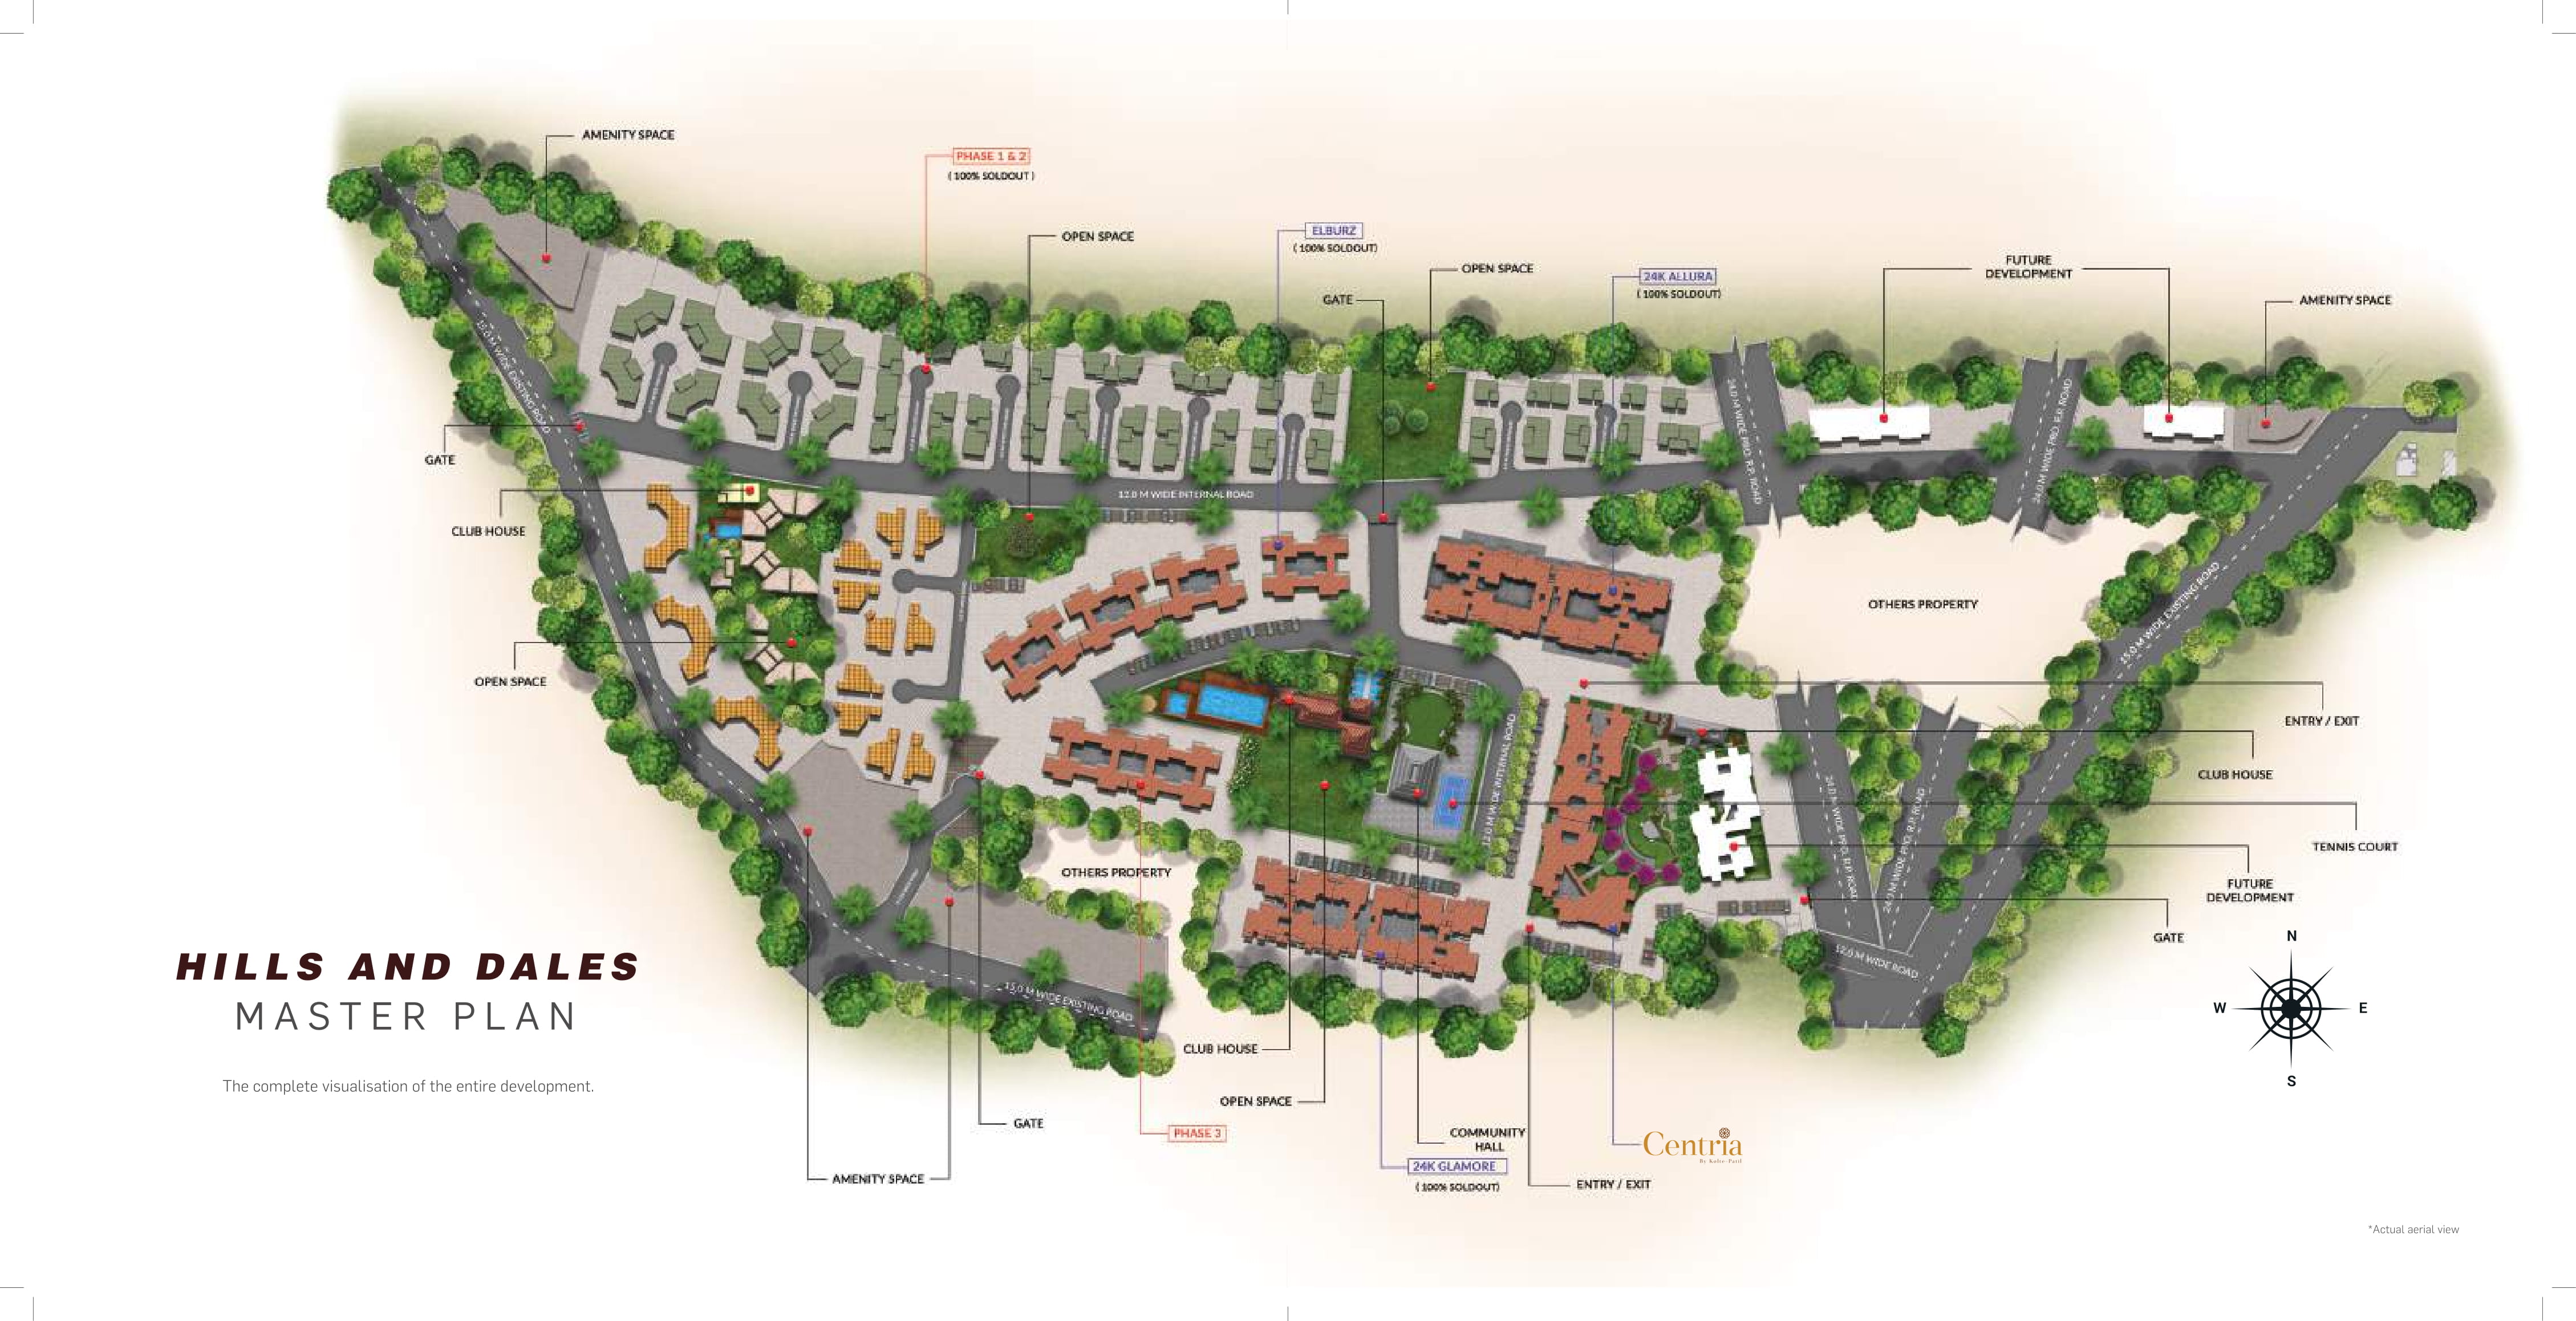 AMENITY SPACE
PHASE 1 & 2
( 100% SOLDOUT )
OPEN SPACE
ELBURZ
( 100% SOLDOUT)
GATE
OPEN SPACE
24K ALLURA
( 100% SOLDOUT)
FUTURE
DEVELOPMENT
AMENITY SPACE
15.0 M WIDE EXISTING ROAD
24.0 M WIDE PRO. R.P. ROAD
24.0 M WIDE PRO. R.P. ROAD
GATE
12.0 M WIDE INTERNAL ROAD
CLUB HOUSE
OTHERS PROPERTY
15.0 M WIDE EXISTING ROAD
OPEN SPACE
ENTRY / EXIT
CLUB HOUSE
12.0 M WIDE INTERNAL ROAD
24.0 M WIDE PRO. R.P. ROAD
24.0 M WIDE PRO. R.P. ROAD
TENNIS COURT
OTHERS PROPERTY
FUTURE
DEVELOPMENT
GATE
12.0 M WIDE ROAD
15.0 M WIDE EXISTING ROAD
HILLS AND DALES
MASTER PLAN
The complete visualisation of the entire development.
N
W
E
S
CLUB HOUSE
OPEN SPACE
GATE
PHASE 3
COMMUNITY
HALL
24K GLAMORE
( 100% SOLDOUT)
Centria
By Kolte-Patil
AMENITY SPACE
ENTRY / EXIT
*Actual aerial view